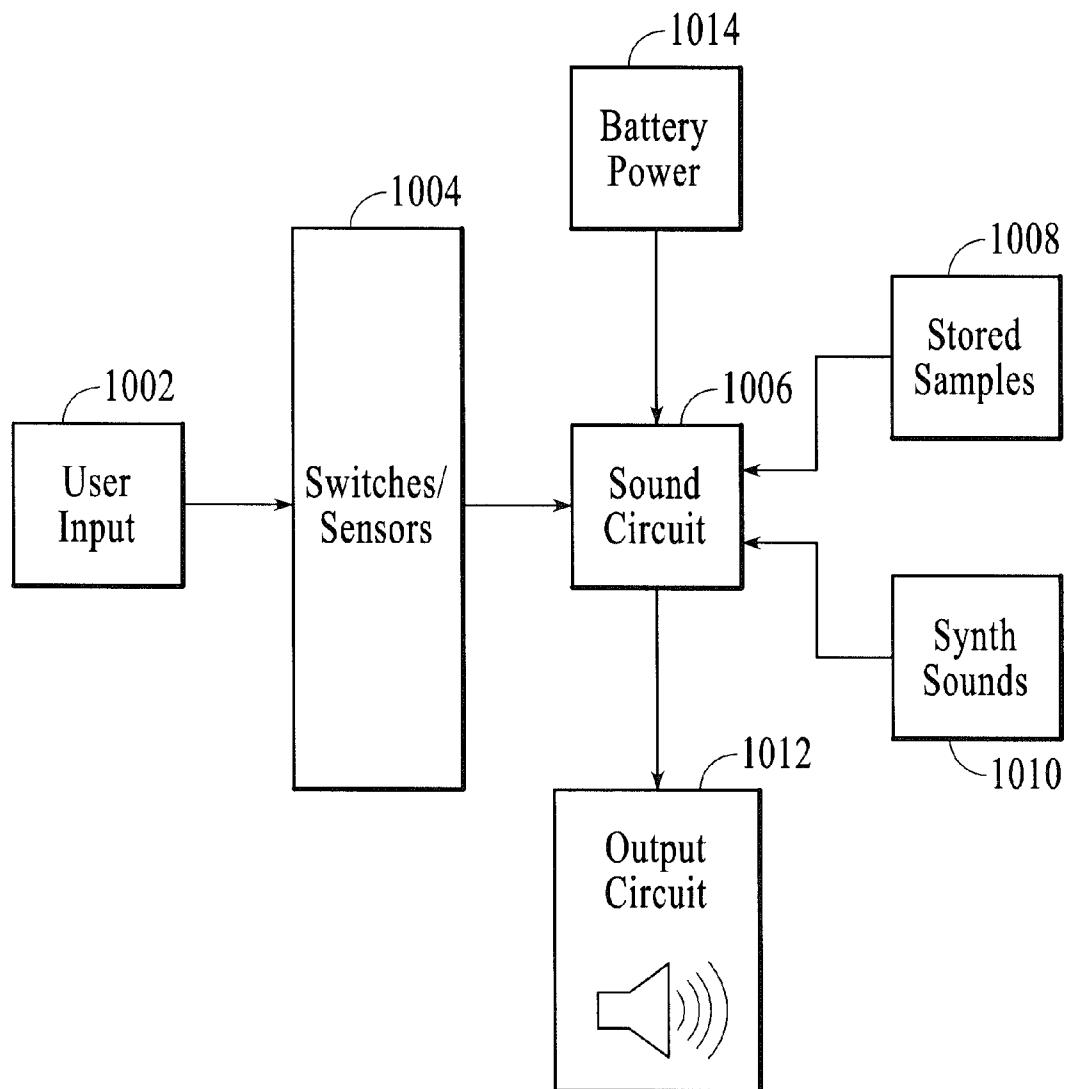 1014
Battery
Power
1004
1008
Stored
Samples
1002
User
Input
Switches/
Sensors
1006
Sound
Circuit
Synth
Sounds
1010
1012
Output
Circuit